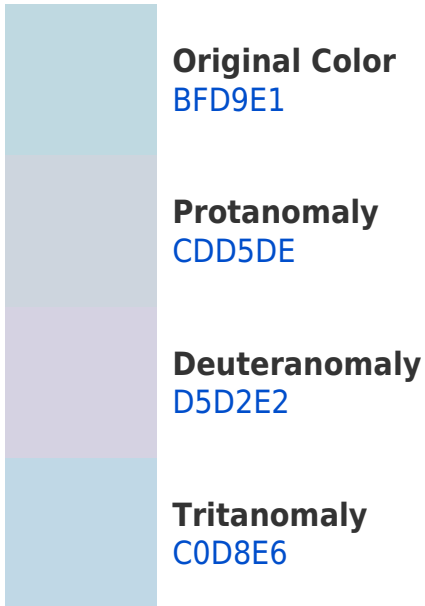 Original Color
BFD9E1
Protanomaly
CDD5DE
Deuteranomaly
D5D2E2
Tritanomaly
C0D8E6